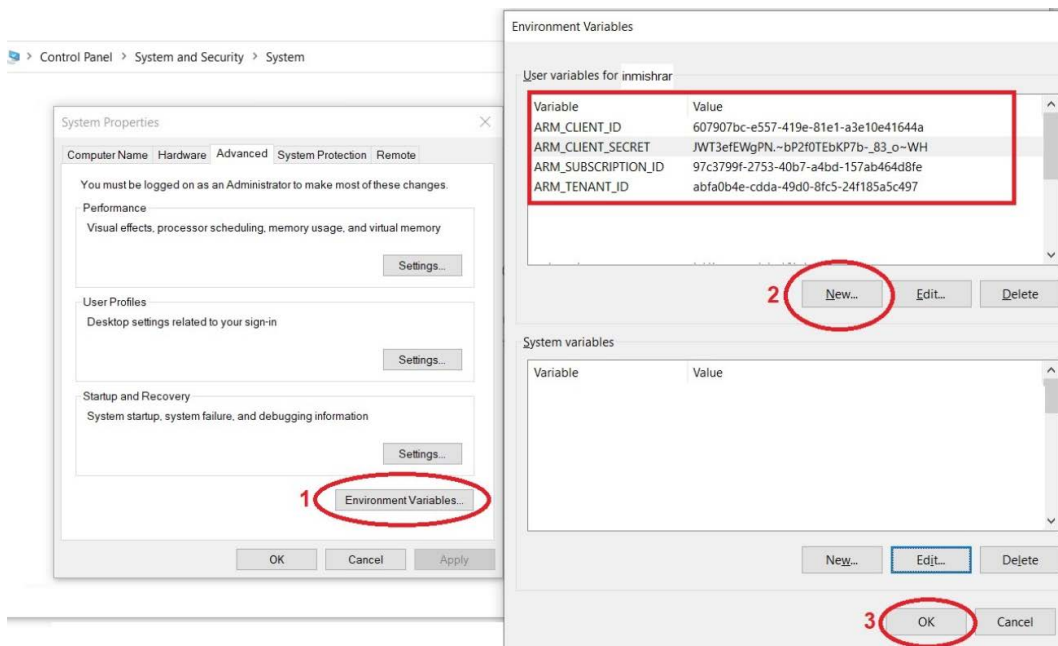 Control Panel > System and Security > System
System Properties
Computer Name Hardware Advanced System Protection Remote
You must be logged on as an Administrator to make most of these changes.
Performance
Visual effects, processor scheduling, memory usage, and virtual memory
Settings...
User Profiles
Desktop settings related to your sign-in
Settings...
Startup and Recovery
System startup, system failure, and debugging information
Settings...
1
Environment Variables...
OK Cancel Apply
Environment Variables
User variables for inmishrar
Variable Value
ARM_CLIENT_ID 607907bc-e557-419e-81e1-a3e10e41644a
ARM_CLIENT_SECRET JWT3efEWgPN.~bP2f0TEbKP7b-_83_o~WH
ARM_SUBSCRIPTION_ID 97c3799f-2753-40b7-a4bd-157ab464d8fe
ARM_TENANT_ID abfa0b4e-cdda-49d0-8fc5-24f185a5c497
2 New... Edit... Delete
System variables
Variable Value
New... Edit... Delete
3 OK Cancel